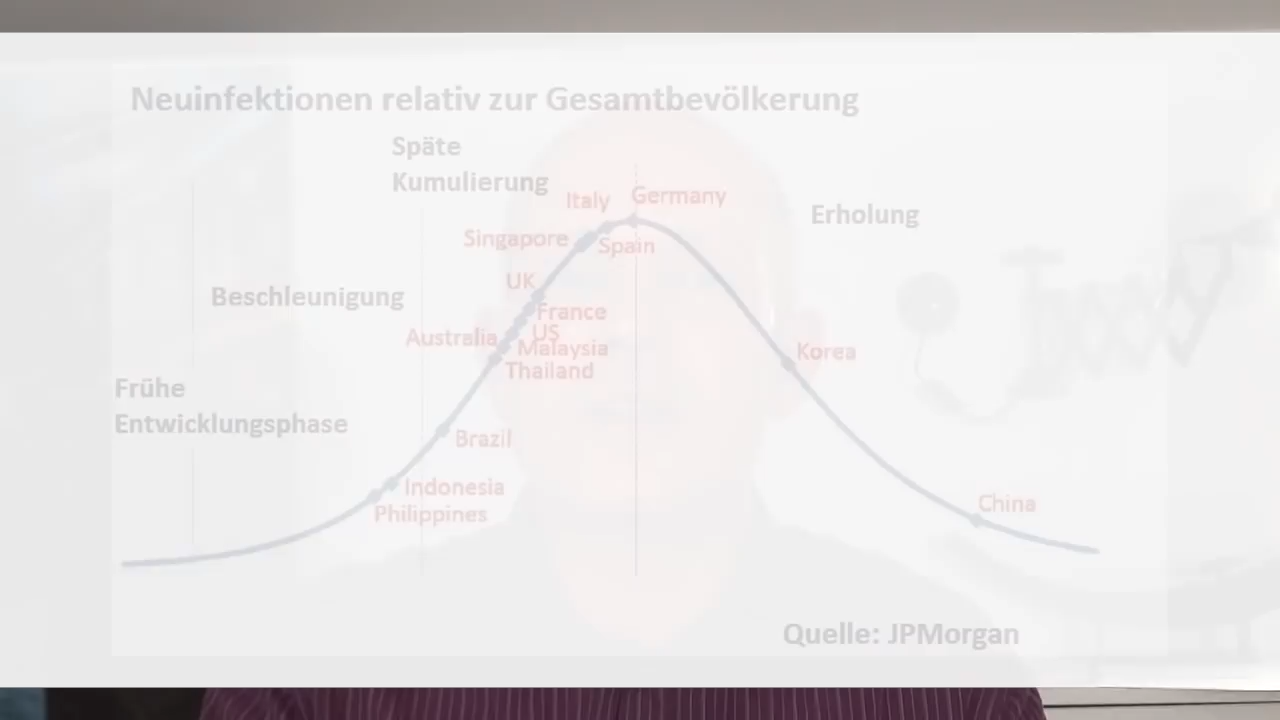 Neuinfektionen relativ zur Gesamtbevölkerung
Späte
Kumulierung
Italy
Germany
Erholung
Singapore
Spain
UK
Beschleunigung
France
US
Australia
Malaysia
Korea
Thailand
Frühe
Entwicklungsphase
Brazil
Indonesia
China
Philippines
Quelle: JPMorgan